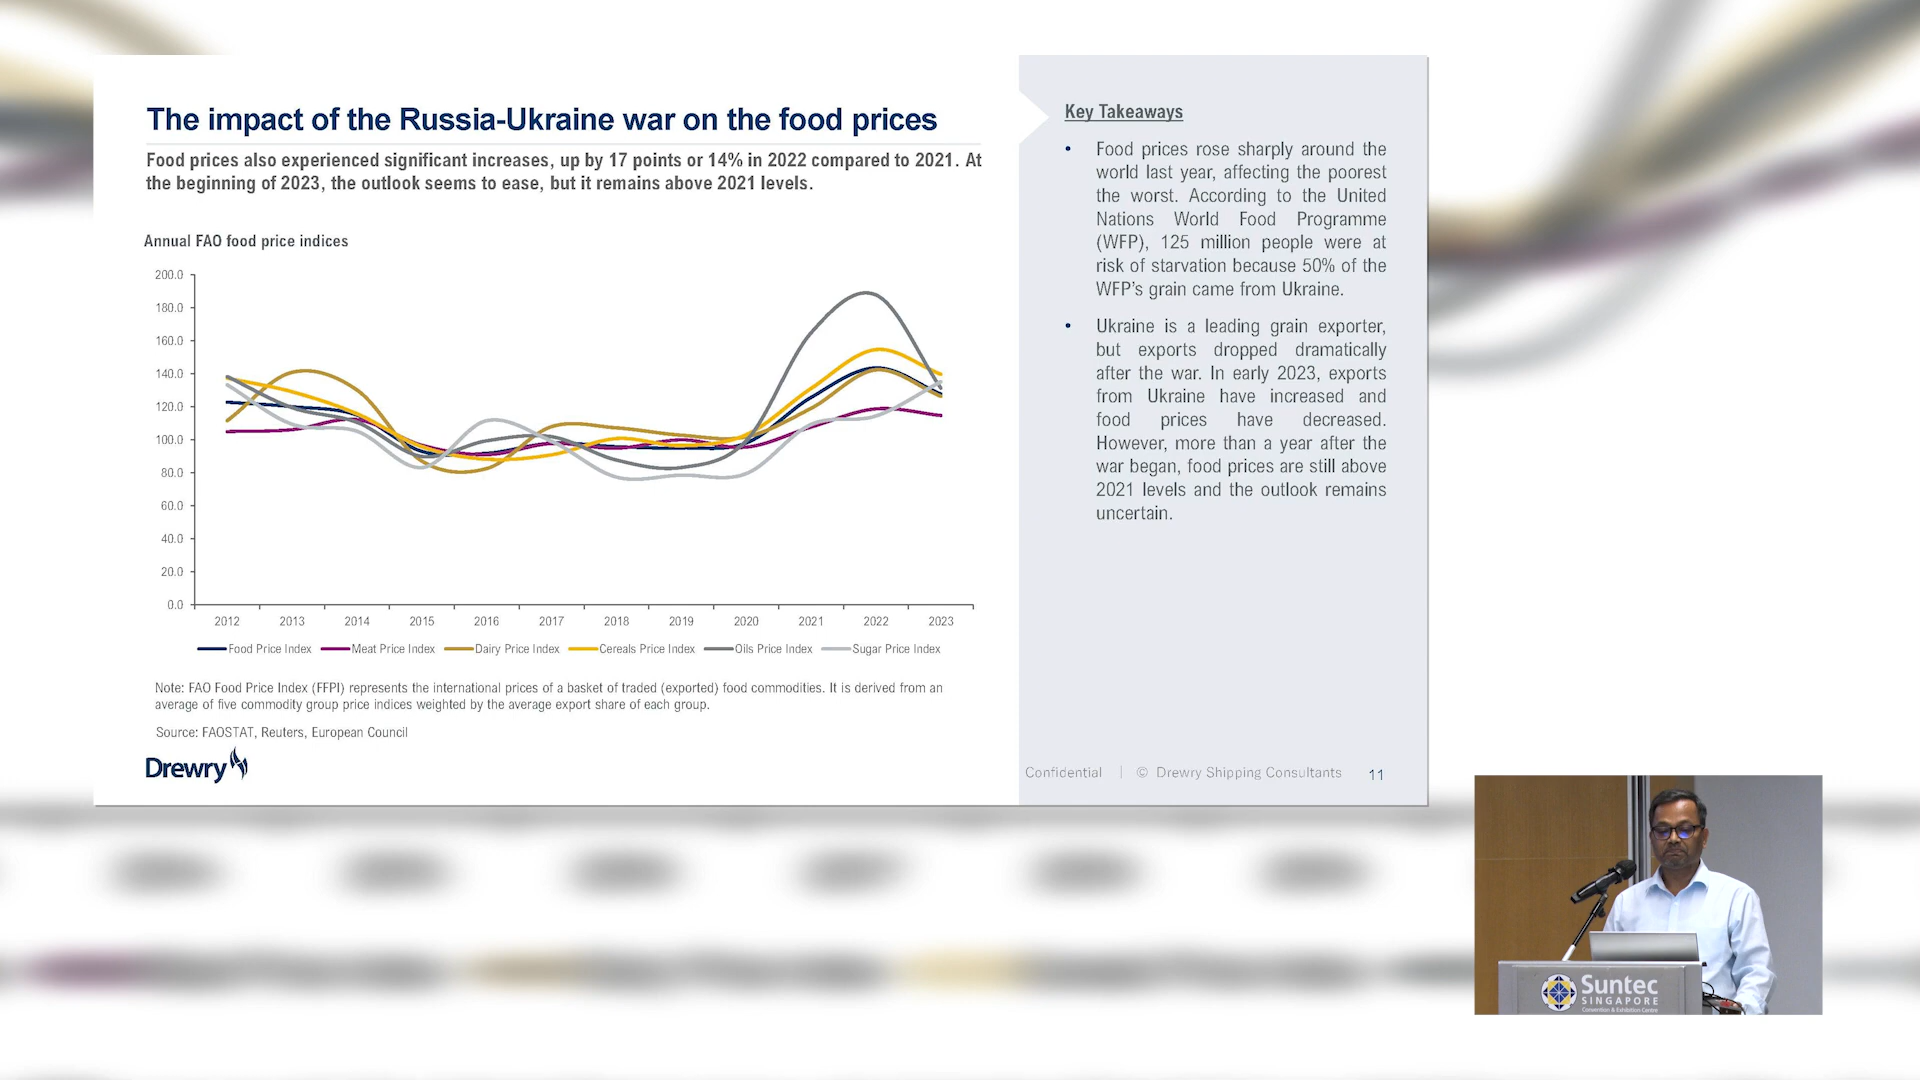 The impact of the Russia-Ukraine war on the food prices
Food prices also experienced significant increases, up by 17 points or 14% in 2022 compared to 2021. At
the beginning of 2023, the outlook seems to ease, but it remains above 2021 levels.
Annual FAO food price indices
200.0
180.0
160.0
140.0
120.0
100.0
80.0
60.0
40.0
20.0
0.0
2012 2013 2014 2015 2016 2017 2018 2019 2020 2021 2022 2023
Food Price Index Meat Price Index Dairy Price Index Cereals Price Index Oils Price Index Sugar Price Index
Note: FAO Food Price Index (FFPI) represents the international prices of a basket of traded (exported) food commodities. It is derived from an
average of five commodity group price indices weighted by the average export share of each group.
Source: FAOSTAT, Reuters, European Council
Drewry
Key Takeaways
• Food prices rose sharply around the
world last year, affecting the poorest
the worst. According to the United
Nations World Food Programme
(WFP), 125 million people were at
risk of starvation because 50% of the
WFP's grain came from Ukraine.
• Ukraine is a leading grain exporter,
but exports dropped dramatically
after the war. In early 2023, exports
from Ukraine have increased and
food prices have decreased.
However, more than a year after the
war began, food prices are still above
2021 levels and the outlook remains
uncertain.
Confidential | © Drewry Shipping Consultants 11
Suntec
SINGAPORE
Convention & Exhibition Centre